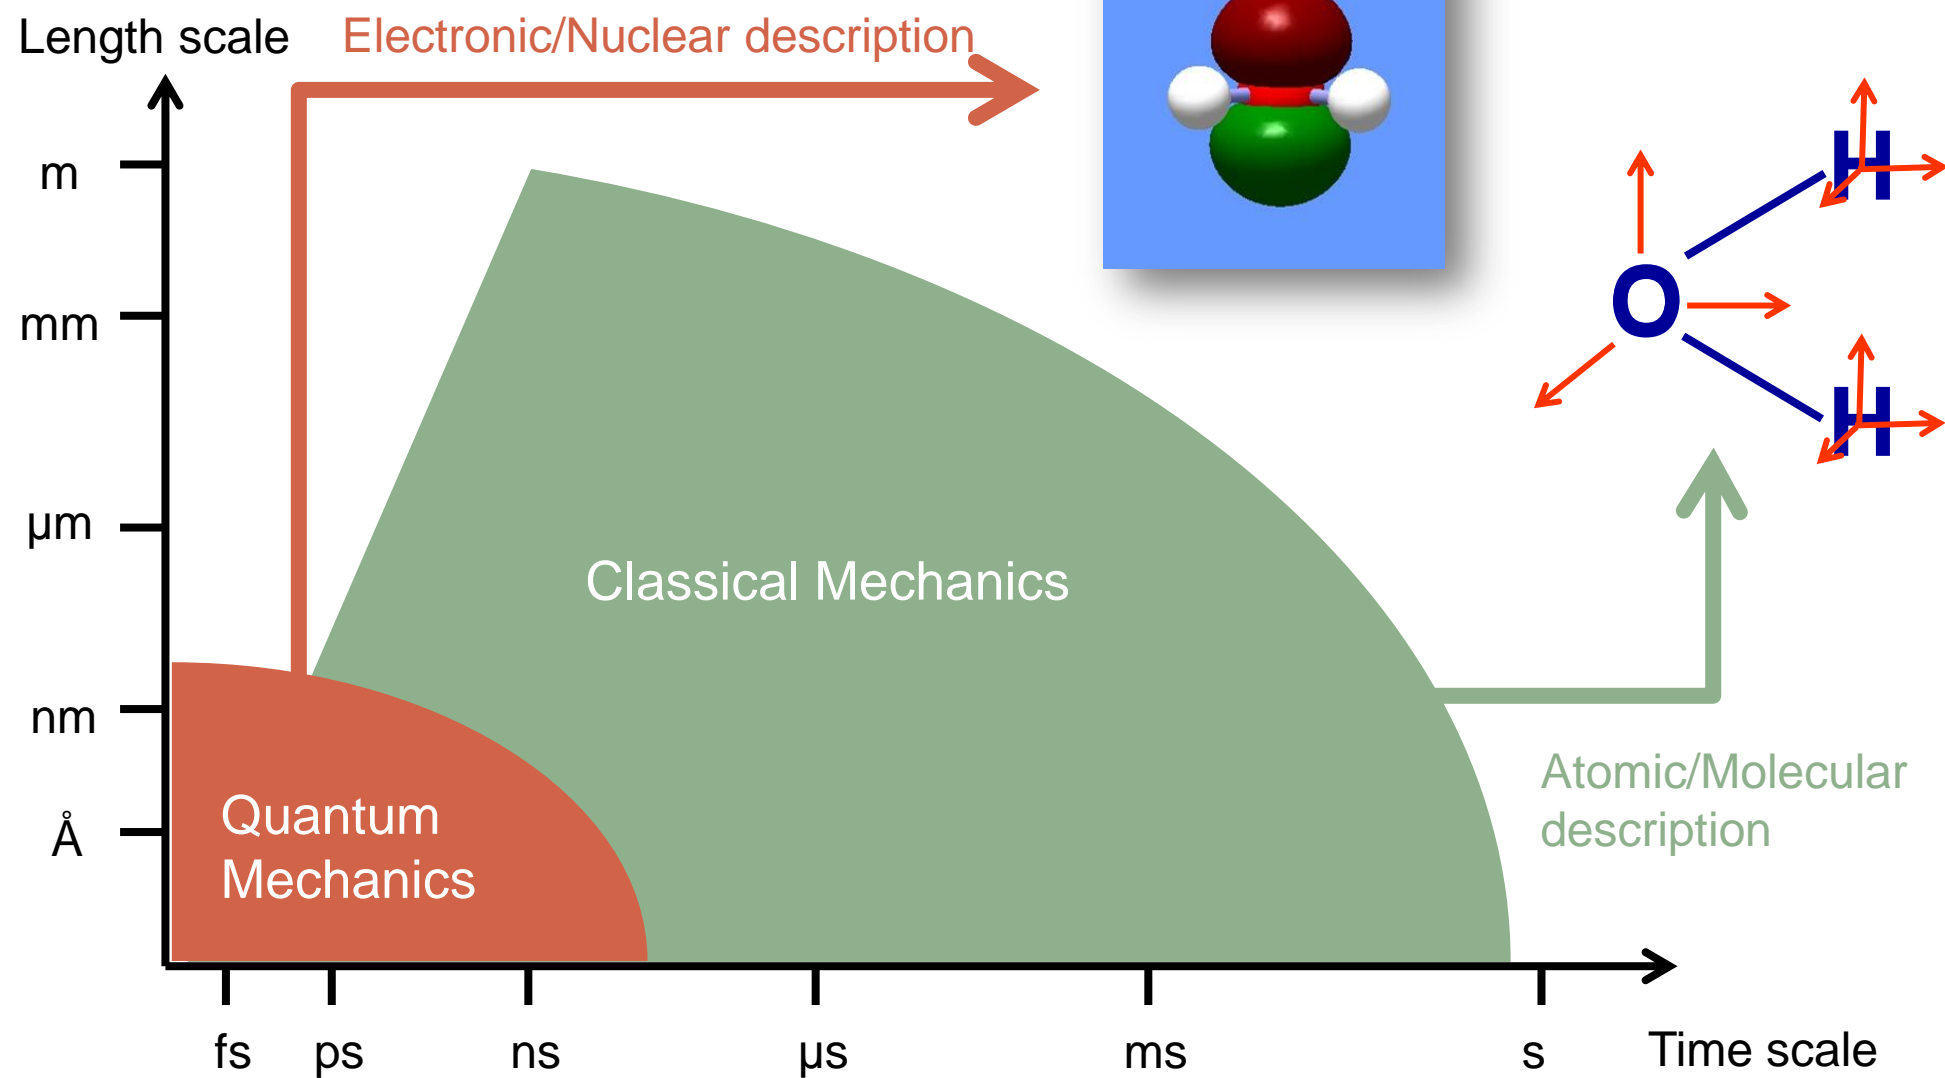 Length scale
Electronic/Nuclear description
m
mm
µm
nm
Å
Classical Mechanics
Quantum
Mechanics
H
O
H
Atomic/Molecular
description
fs
ps
ns
µs
ms
s
Time scale